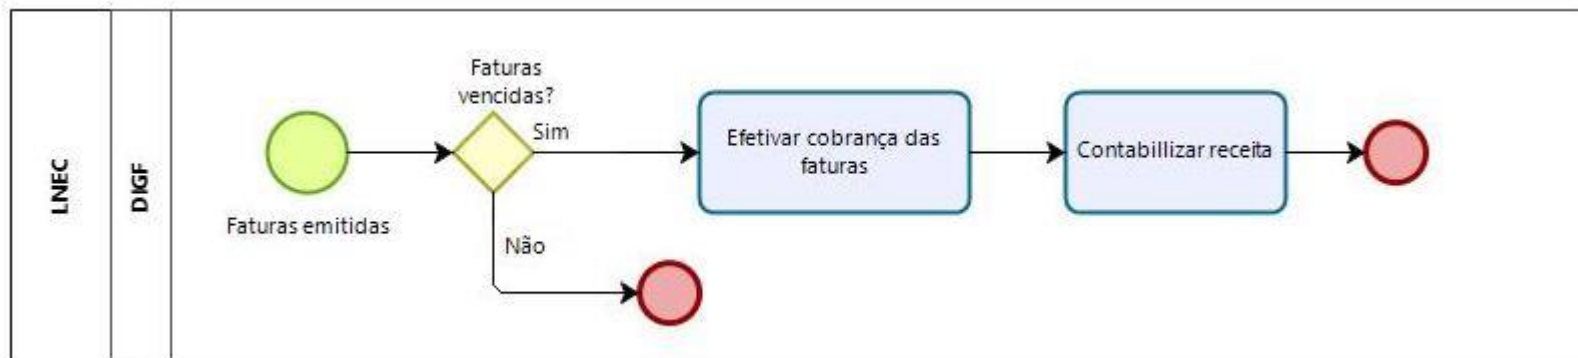 LNEC
DIGF
Faturas emitidas
Faturas
vencidas?
Sim
Não
Efetivar cobrança das
faturas
Contabillizar receita